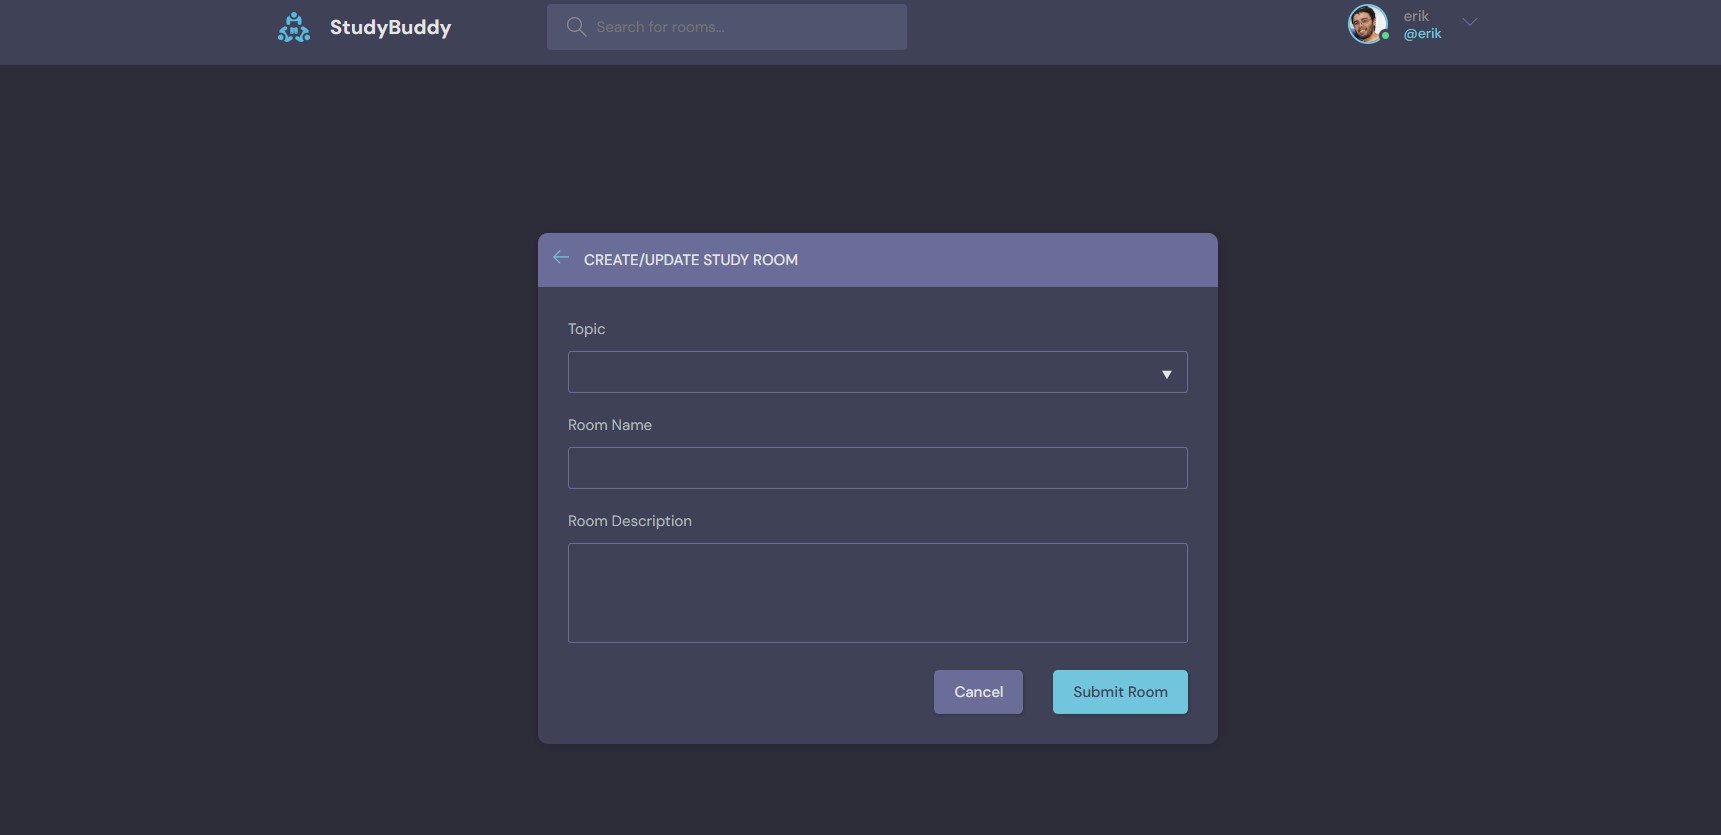 StudyBuddy
Search for rooms...
erik
@erik
CREATE/UPDATE STUDY ROOM
Topic
Room Name
Room Description
Cancel
Submit Room